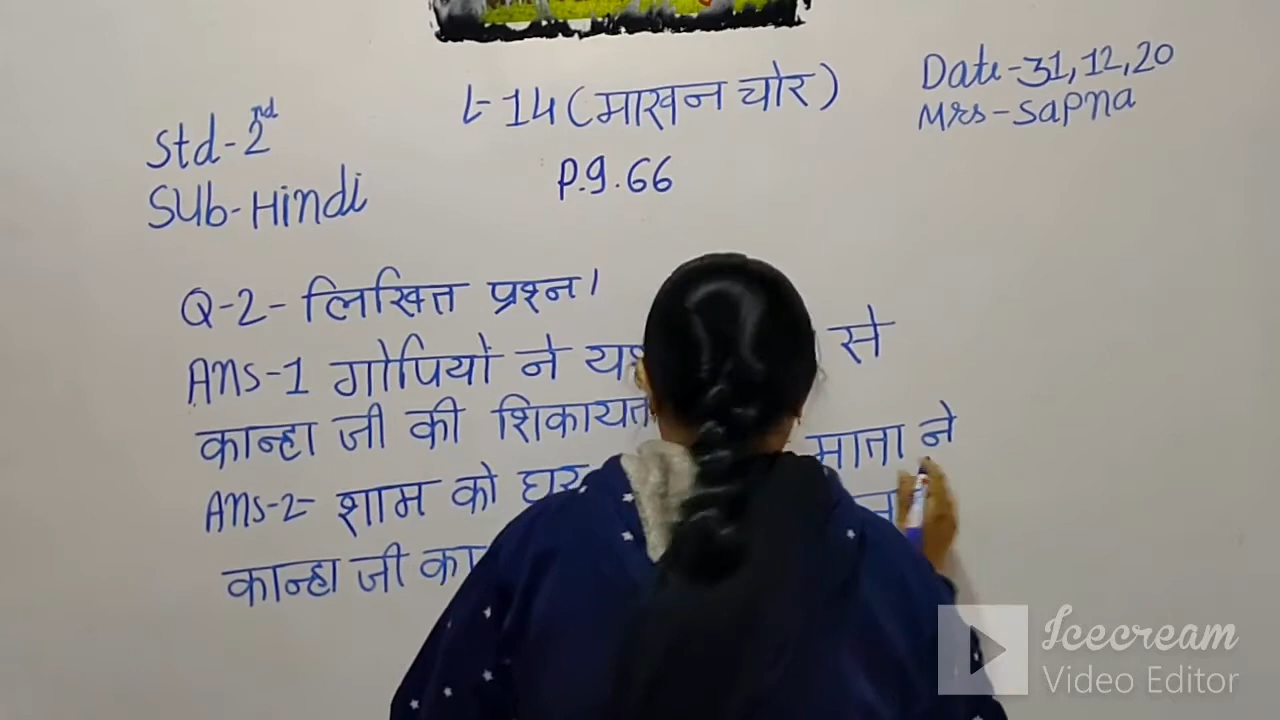 L-14 (माखन चोर)
Date-31,12,20
Mrs-Sapna
Std-2nd
Sub-Hindi
P.9.66
Q-2- लिखित प्रश्न।
Ans-1 गोपियों ने से
कान्हा जी की शिकायत
Ans-2- शाम को घर माता ने
कान्हा जी का
Icecream
Video Editor